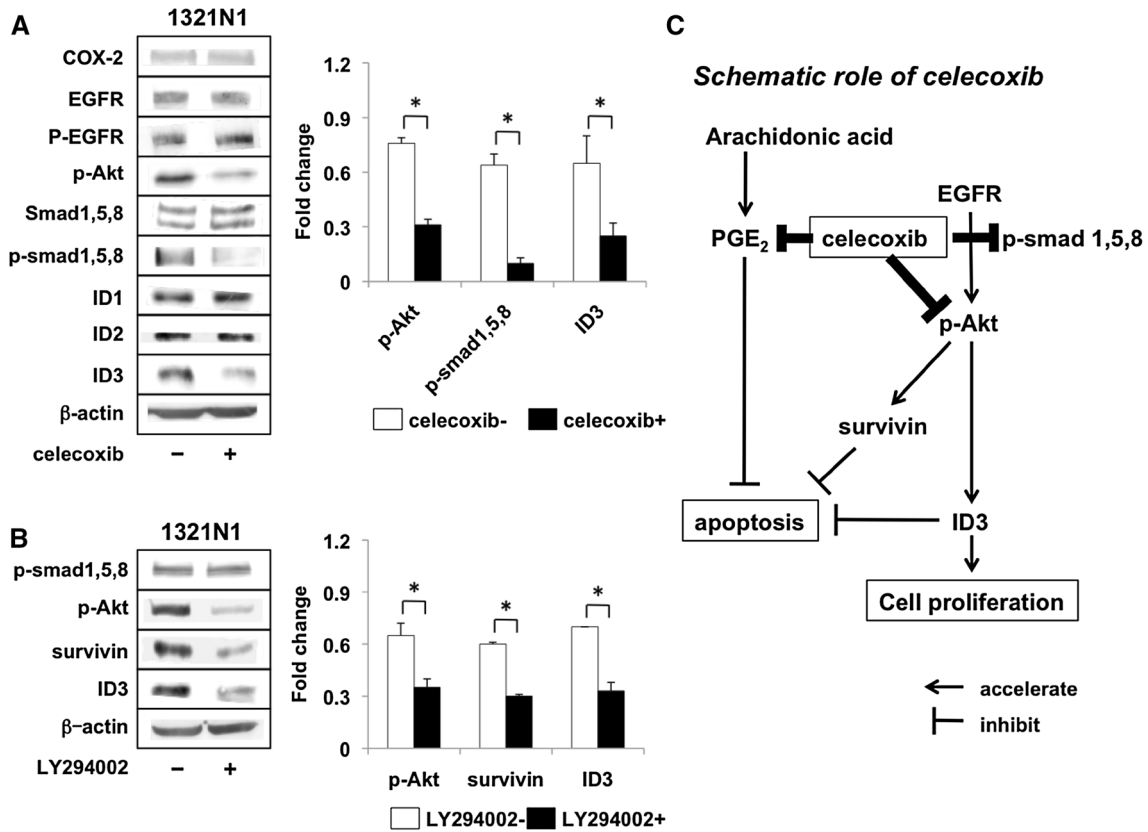 A
1321N1
COX-2
EGFR
P-EGFR
p-Akt
Smad1,5,8
p-smad1,5,8
ID1
ID2
ID3
β-actin
celecoxib
− +
Fold change
1.2
0.9
0.6
0.3
0
* * *
p-Akt
p-smad1,5,8
ID3
celecoxib- celecoxib+
B
1321N1
p-smad1,5,8
p-Akt
survivin
ID3
β−actin
LY294002
− +
Fold change
1.2
0.9
0.6
0.3
0
* * *
p-Akt survivin ID3
LY294002- LY294002+
C
Schematic role of celecoxib
Arachidonic acid
EGFR
PGE₂ celecoxib p-smad 1,5,8
p-Akt
survivin
apoptosis ID3
Cell proliferation
accelerate
inhibit